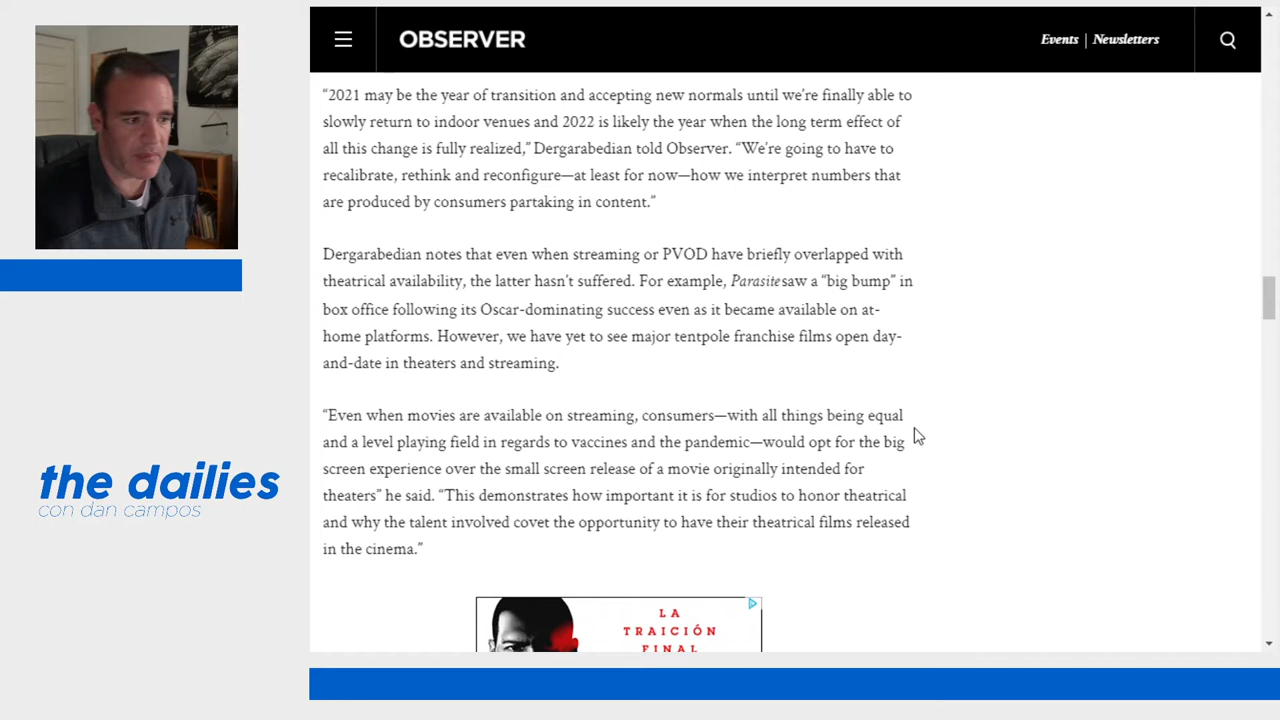 OBSERVER
Events | Newsletters
“2021 may be the year of transition and accepting new normals until we’re finally able to
slowly return to indoor venues and 2022 is likely the year when the long term effect of
all this change is fully realized,” Dergarabedian told Observer. “We’re going to have to
recalibrate, rethink and reconfigure—at least for now—how we interpret numbers that
are produced by consumers partaking in content.”
Dergarabedian notes that even when streaming or PVOD have briefly overlapped with
theatrical availability, the latter hasn’t suffered. For example, Parasite saw a “big bump” in
box office following its Oscar-dominating success even as it became available on at-
home platforms. However, we have yet to see major tentpole franchise films open day-
and-date in theaters and streaming.
“Even when movies are available on streaming, consumers—with all things being equal
and a level playing field in regards to vaccines and the pandemic—would opt for the big
screen experience over the small screen release of a movie originally intended for
theaters” he said. “This demonstrates how important it is for studios to honor theatrical
and why the talent involved covet the opportunity to have their theatrical films released
in the cinema.”
LA
TRAICIÓN
FINAL
the dailies
con dan campos